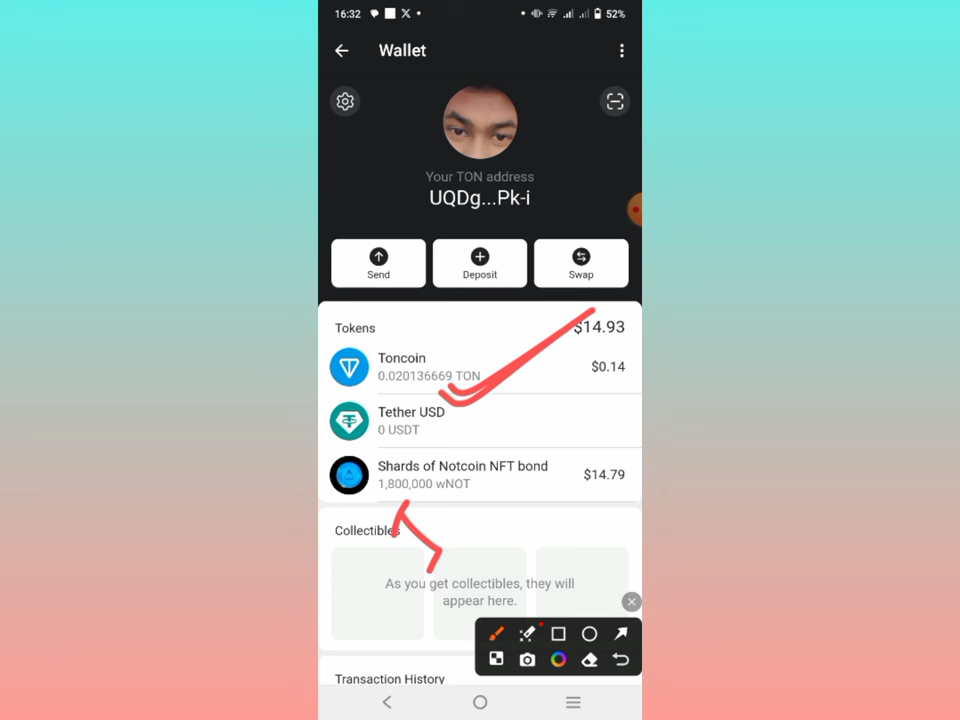 16:32
52%
Wallet
Your TON address
UQDg...Pk-i
Send
Deposit
Swap
Tokens
$14.93
Toncoin
0.020136669 TON
$0.14
Tether USD
0 USDT
Shards of Notcoin NFT bond
1,800,000 wNOT
$14.79
Collectibles
As you get collectibles, they will
appear here.
Transaction History